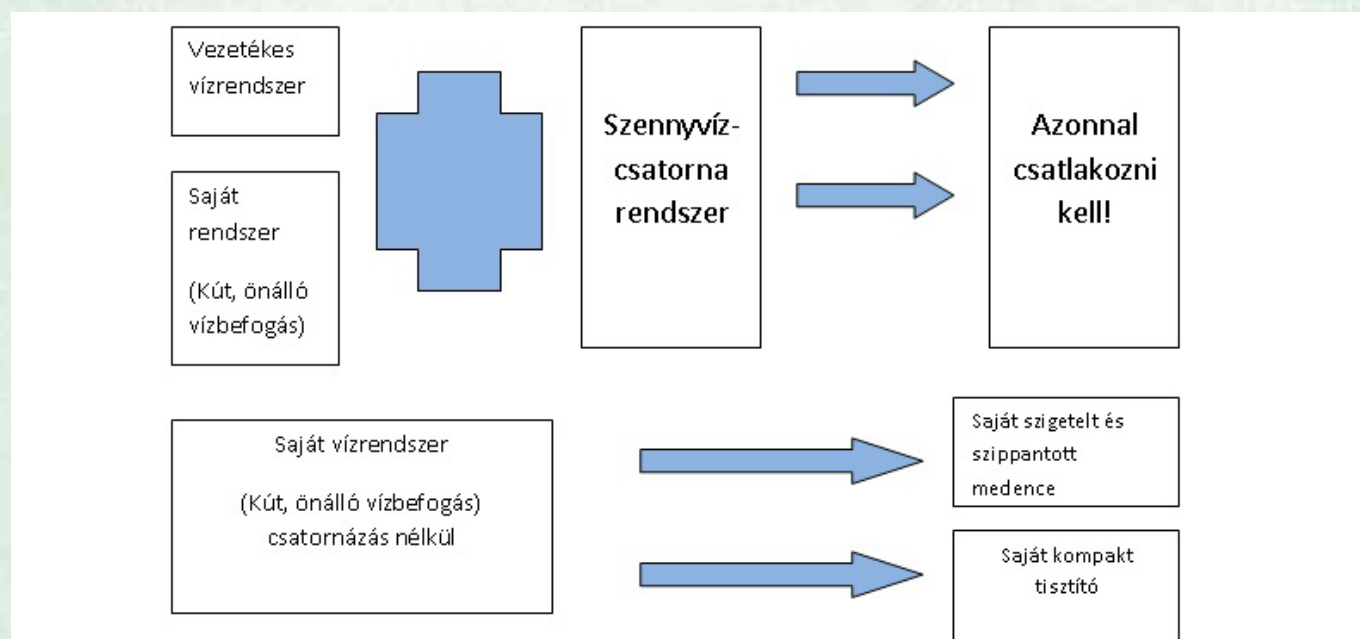 Vezetékes
vízrendszer
Saját
rendszer
(Kút, önálló
vízbefogás)
Szennyvíz-
csatorna
rendszer
Azonnal
csatlakozni
kell!
Saját vízrendszer
(Kút, önálló vízbefogás)
csatornázás nélkül
Saját szigetelt és
szippantott
medence
Saját kompakt
tisztító